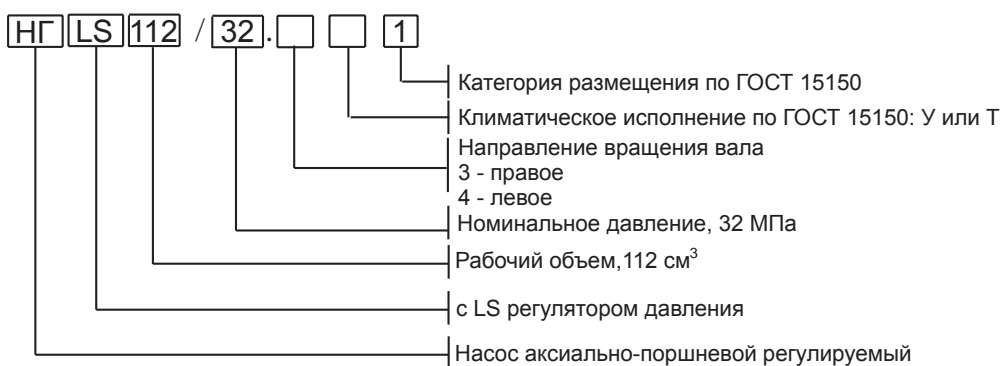 НГ LS 112 / 32. 1
Категория размещения по ГОСТ 15150
Климатическое исполнение по ГОСТ 15150: У или Т
Направление вращения вала
3 - правое
4 - левое
Номинальное давление, 32 МПа
Рабочий объем,112 см³
с LS регулятором давления
Насос аксиально-поршневой регулируемый